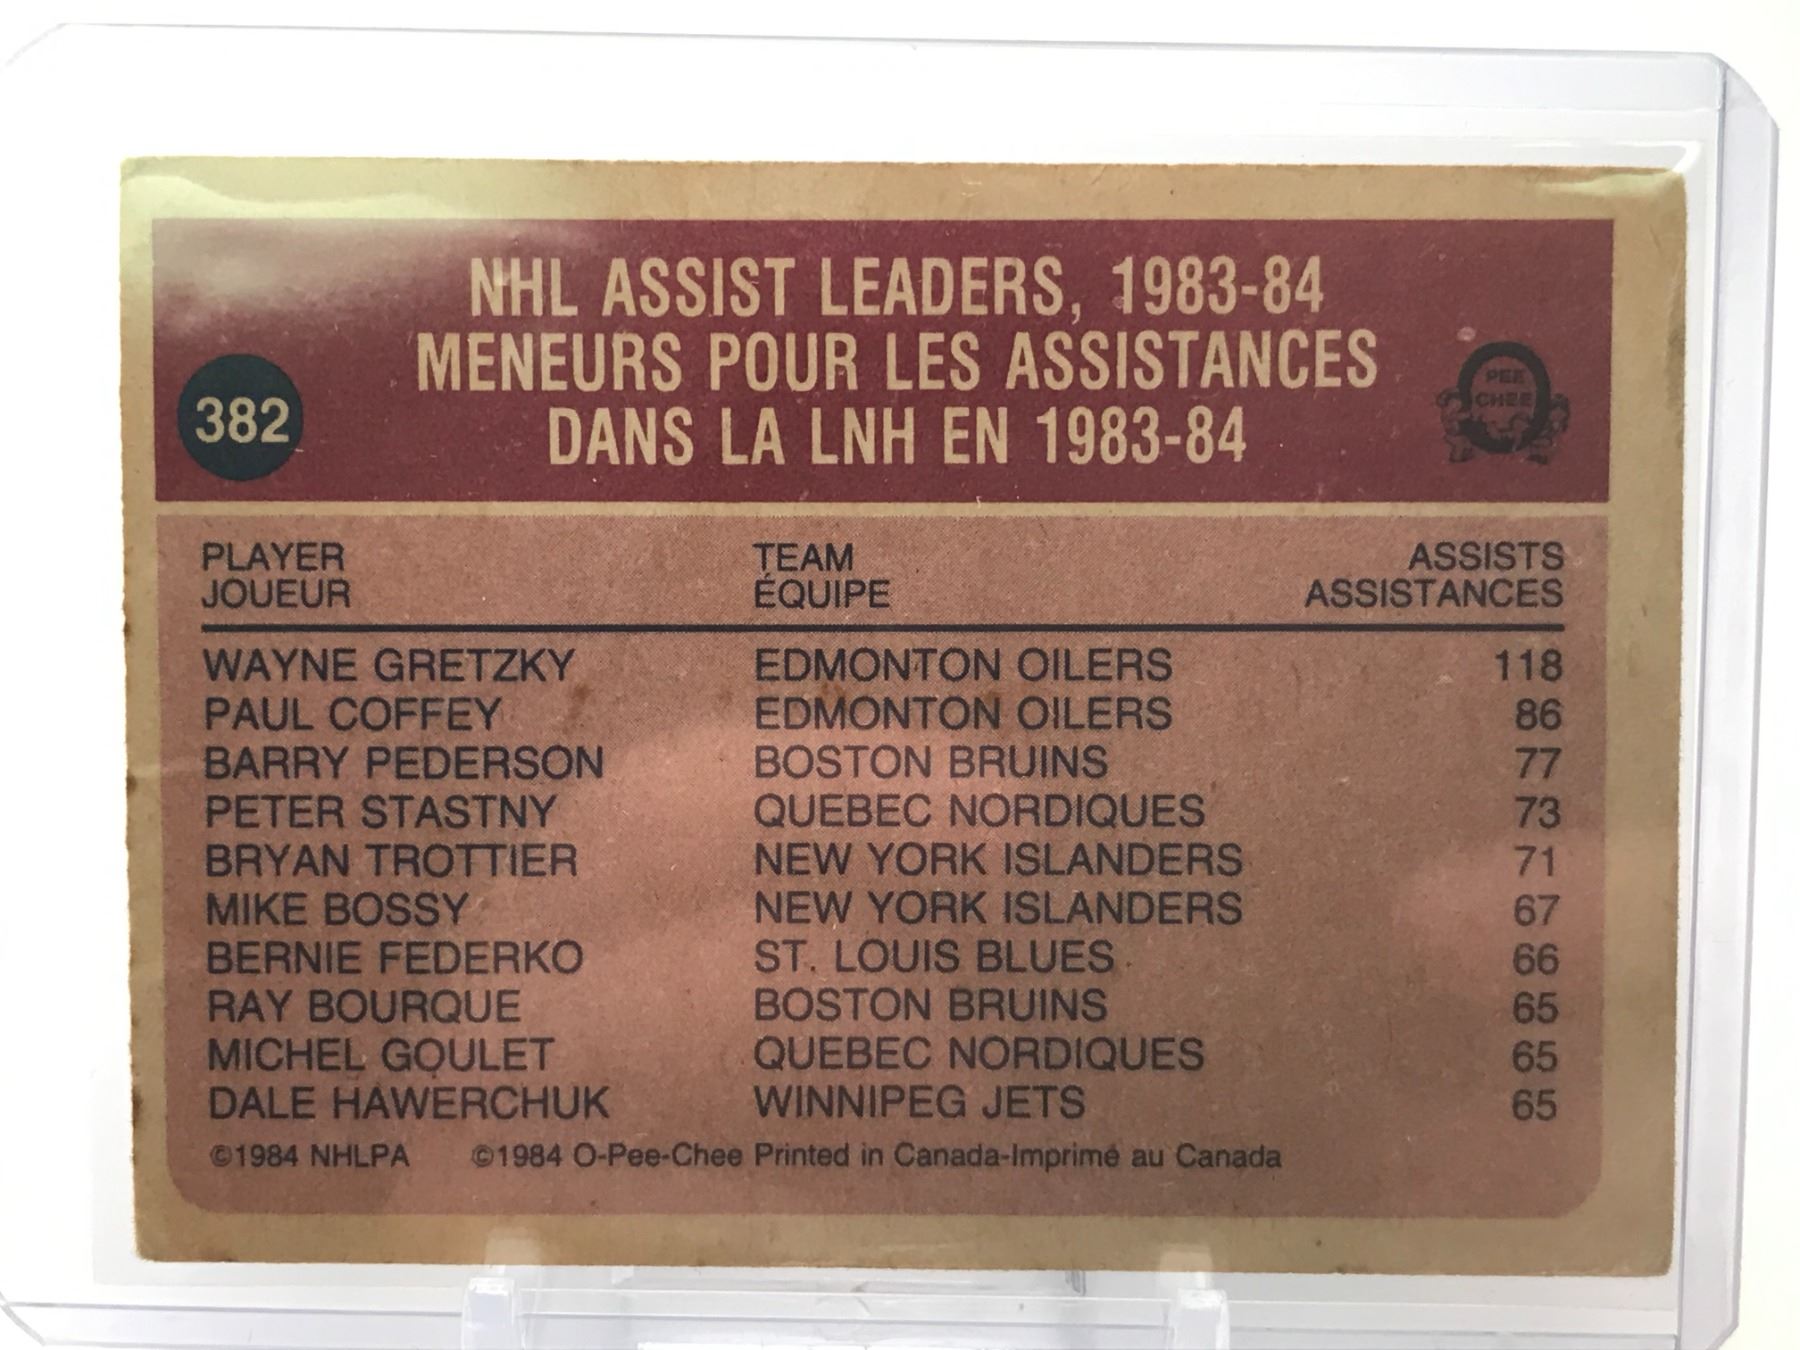 NHL ASSIST LEADERS, 1983-84
MENEURS POUR LES ASSISTANCES
DANS LA LNH EN 1983-84
382
O
PEE
CHEE
PLAYER TEAM ASSISTS
JOUEUR ÉQUIPE ASSISTANCES
WAYNE GRETZKY EDMONTON OILERS 118
PAUL COFFEY EDMONTON OILERS 86
BARRY PEDERSON BOSTON BRUINS 77
PETER STASTNY QUEBEC NORDIQUES 73
BRYAN TROTTIER NEW YORK ISLANDERS 71
MIKE BOSSY NEW YORK ISLANDERS 67
BERNIE FEDERKO ST. LOUIS BLUES 66
RAY BOURQUE BOSTON BRUINS 65
MICHEL GOULET QUEBEC NORDIQUES 65
DALE HAWERCHUK WINNIPEG JETS 65
©1984 NHLPA ©1984 O-Pee-Chee Printed in Canada-Imprimé au Canada